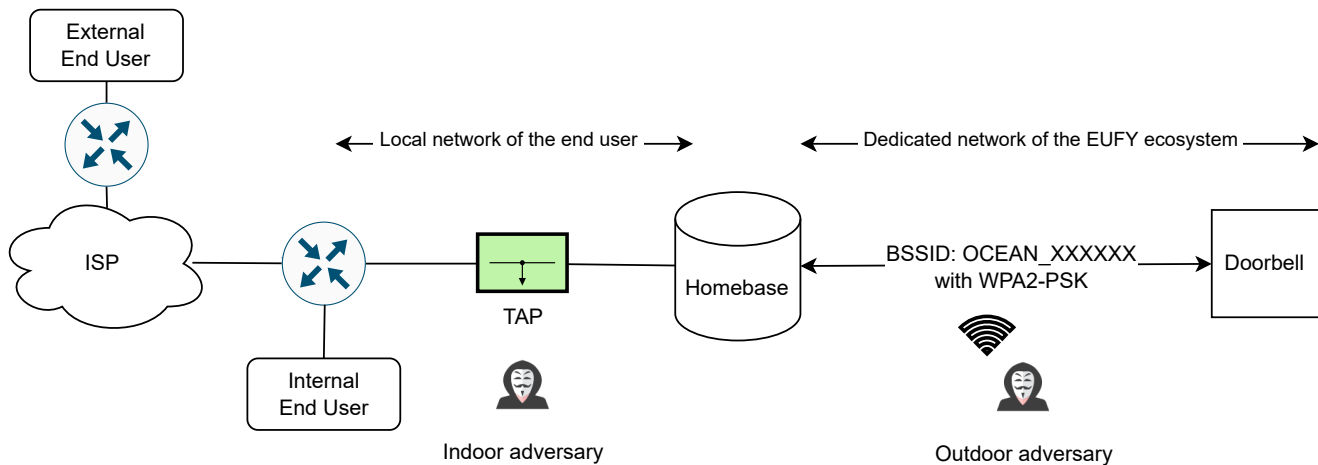 External
End User
Local network of the end user
Dedicated network of the EUFY ecosystem
ISP
BSSID: OCEAN_XXXXXX
with WPA2-PSK
Homebase
Doorbell
TAP
Internal
End User
Indoor adversary
Outdoor adversary